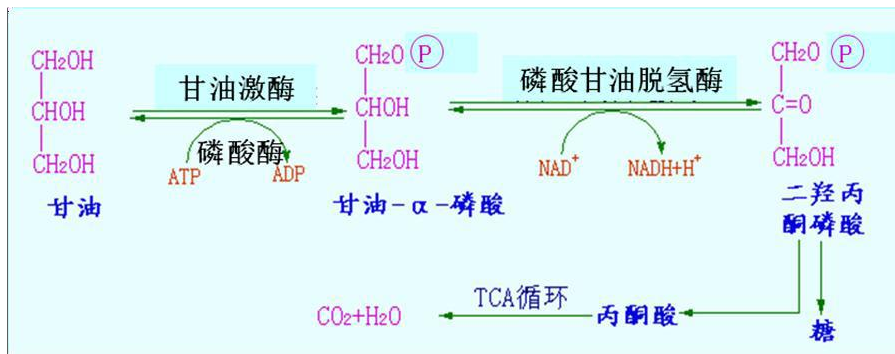 CH₂OH
CHOH
CH₂OH
甘油
甘油激酶
磷酸酶
ATP
ADP
CH₂O P
CHOH
CH₂OH
甘油-α-磷酸
磷酸甘油脱氢酶
NAD⁺
NADH+H⁺
CH₂O P
C=O
CH₂OH
二羟丙
酮磷酸
糖
丙酮酸
TCA循环
CO₂+H₂O